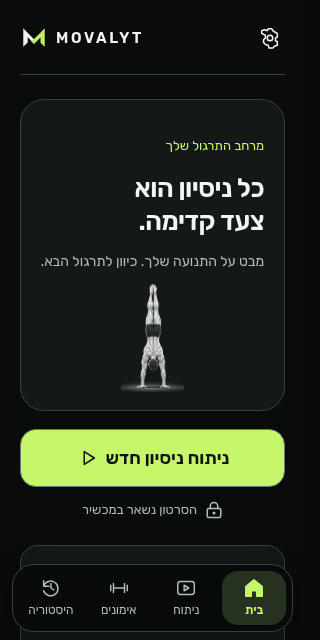 MOVALYT
מרחב התרגול שלך
כל ניסיון הוא
צעד קדימה.
מבט על התנועה שלך. כיוון לתרגול הבא.
ניתוח ניסיון חדש
הסרטון נשאר במכשיר
בית
ניתוח
אימונים
היסטוריה